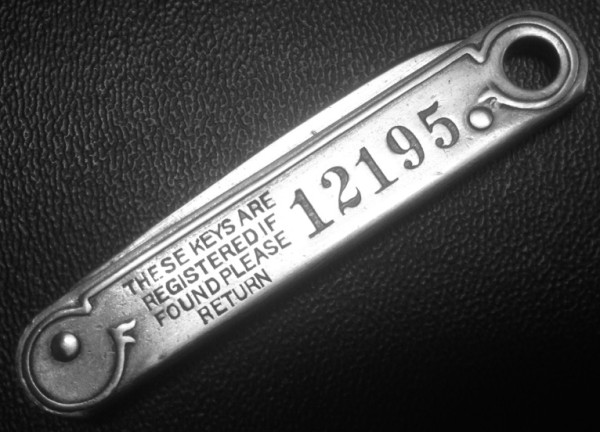 THESE KEYS ARE
REGISTERED IF
FOUND PLEASE
RETURN
12195